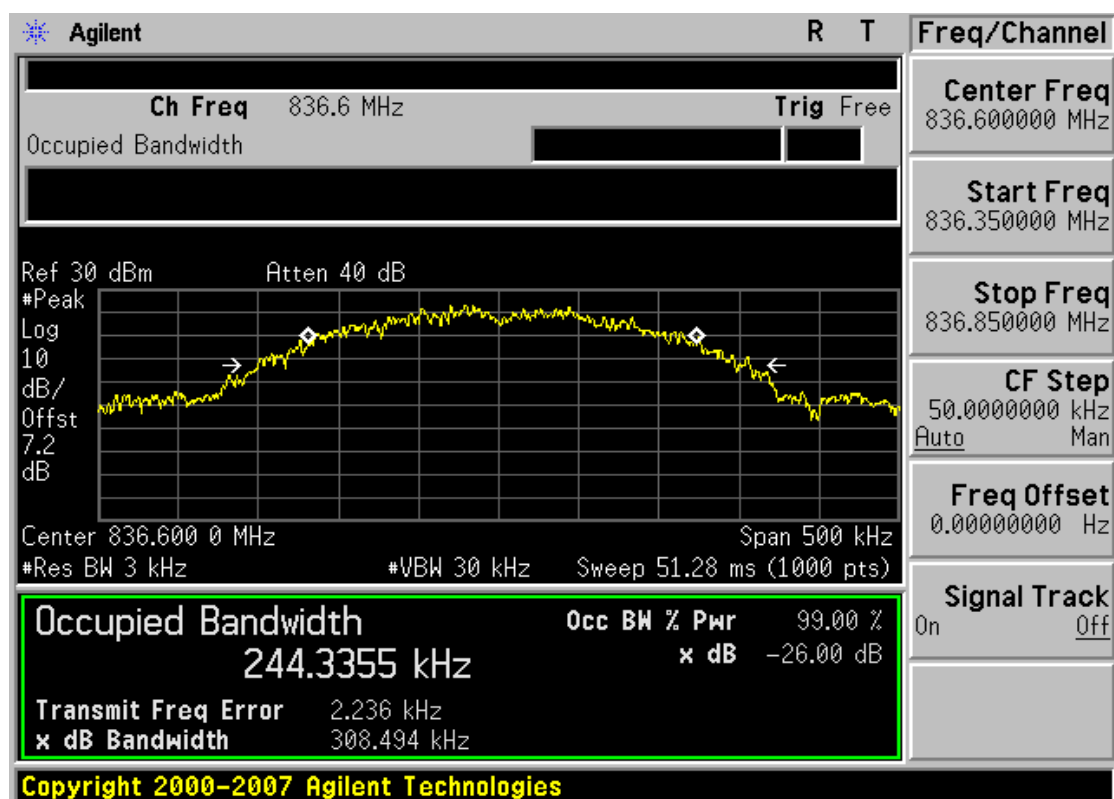 Agilent R T
Ch Freq 836.6 MHz Trig Free
Occupied Bandwidth
Ref 30 dBm Atten 40 dB
#Peak
Log
10
dB/
Offst
7.2
dB
Center 836.600 0 MHz Span 500 kHz
#Res BW 3 kHz #VBW 30 kHz Sweep 51.28 ms (1000 pts)
Occupied Bandwidth
244.3355 kHz
Occ BW % Pwr 99.00 %
x dB -26.00 dB
Transmit Freq Error 2.236 kHz
x dB Bandwidth 308.494 kHz
Copyright 2000-2007 Agilent Technologies
Freq/Channel
Center Freq
836.600000 MHz
Start Freq
836.350000 MHz
Stop Freq
836.850000 MHz
CF Step
50.0000000 kHz
Auto Man
Freq Offset
0.00000000 Hz
Signal Track
On Off